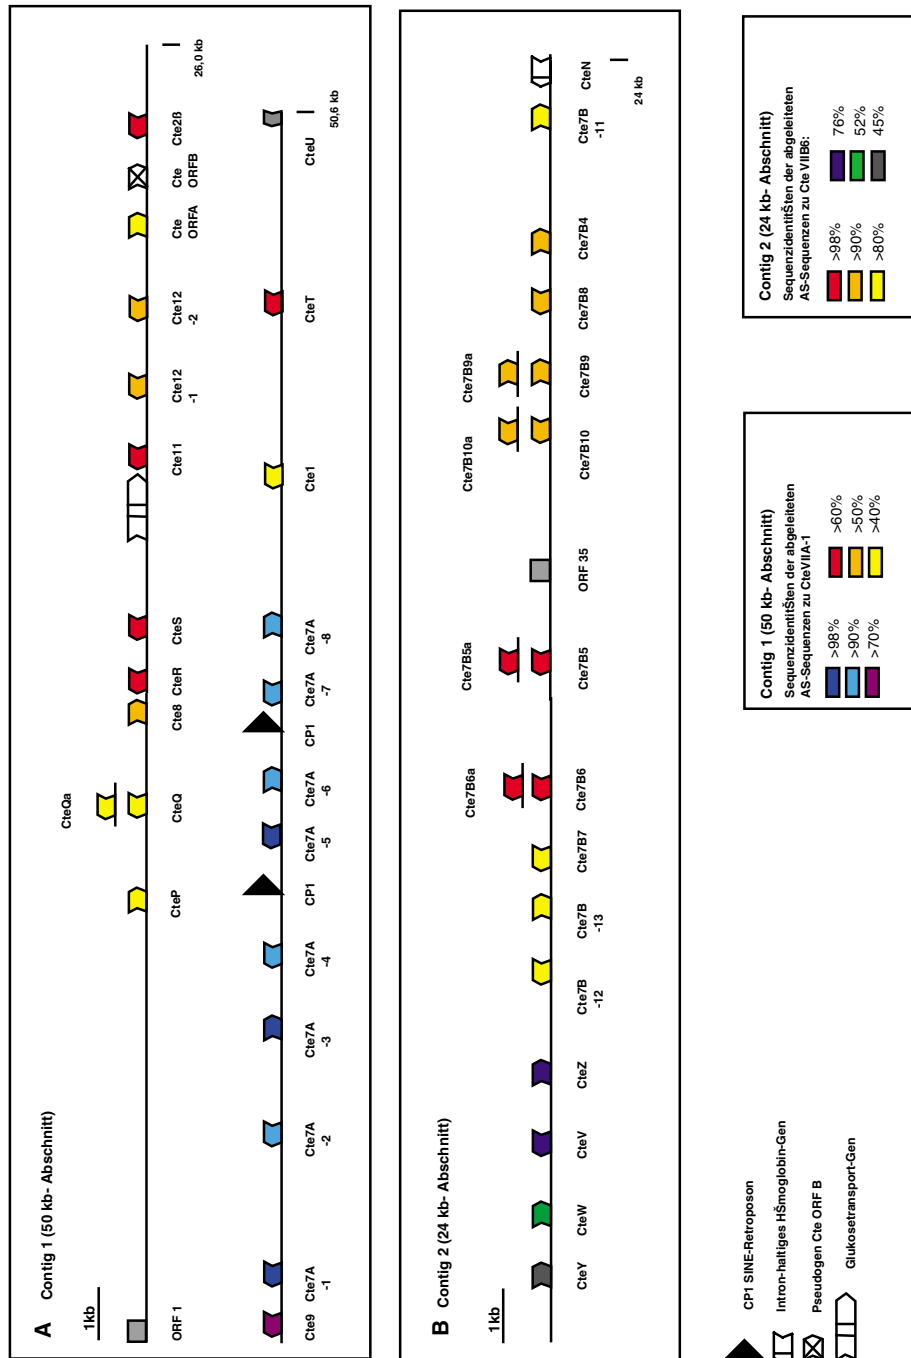 A Contig 1 (50 kb- Abschnitt)
1kb
CteQa
ORF 1
CteP
CteQ
Cte8
CteR
CteS
Cte11
Cte12
-1
Cte12
-2
Cte
ORFA
Cte
ORFB
Cte2ß
26,0 kb
Cte9
Cte7A
-1
Cte7A
-2
Cte7A
-3
Cte7A
-4
CP1
Cte7A
-5
Cte7A
-6
CP1
Cte7A
-7
Cte7A
-8
Cte1
CteT
CteU
50,6 kb
B Contig 2 (24 kb- Abschnitt)
1kb
Cte7B6a
Cte7B5a
Cte7B10a
Cte7B9a
CteY
CteW
CteV
CteZ
Cte7B
-12
Cte7B
-13
Cte7B7
Cte7B6
Cte7B5
ORF 35
Cte7B10
Cte7B9
Cte7B8
Cte7B4
Cte7B
-11
CteN
24 kb
CP1 SINE-Retroposon
Intron-haltiges HŠmoglobin-Gen
Pseudogen Cte ORF B
Glukosetransport-Gen
Contig 1 (50 kb- Abschnitt)
SequenzidentitŠten der abgeleiteten
AS-Sequenzen zu CteVIIA-1
>98% >60%
>90% >50%
>70% >40%
Contig 2 (24 kb- Abschnitt)
SequenzidentitŠten der abgeleiteten
AS-Sequenzen zu Cte VIIB6:
>98% 76%
>90% 52%
>80% 45%